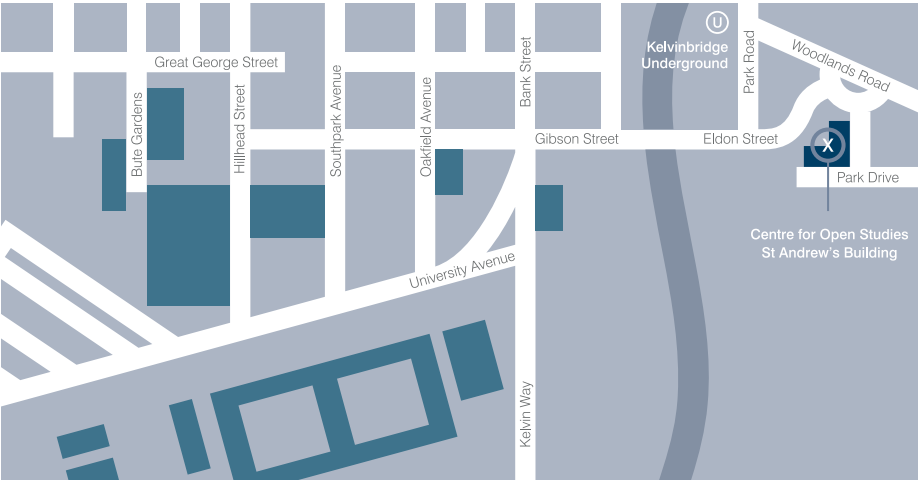 U
Kelvinbridge
Underground
Park Road
Woodlands Road
Great George Street
Bute Gardens
Hillhead Street
Southpark Avenue
Oakfield Avenue
Bank Street
Gibson Street
Eldon Street
X
Park Drive
Centre for Open Studies
St Andrew's Building
University Avenue
Kelvin Way